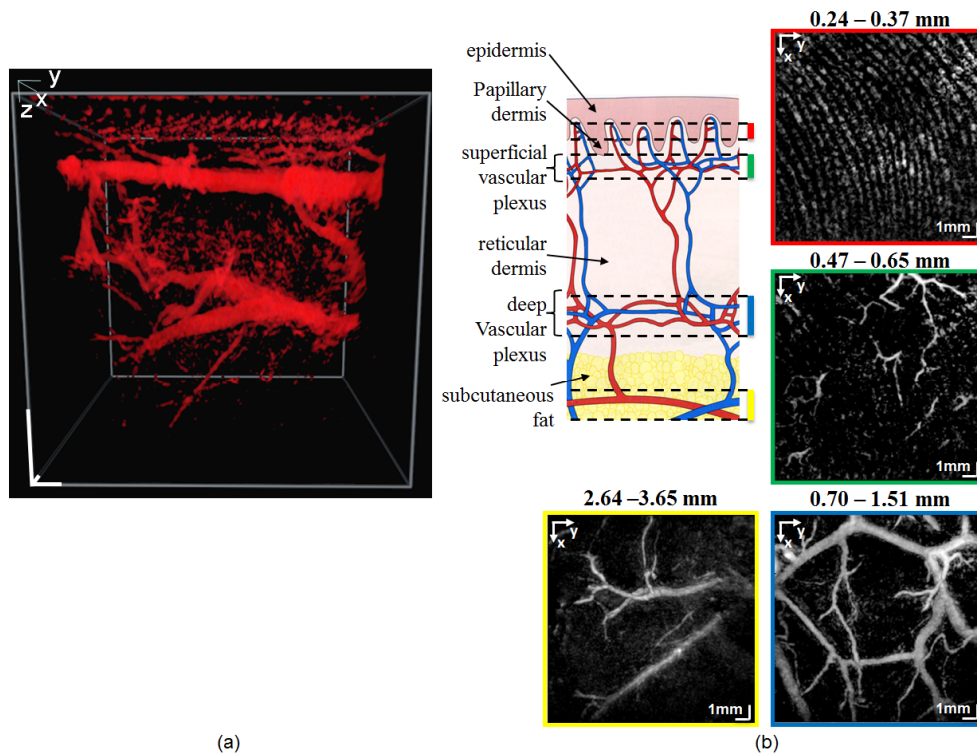 y
x
z
epidermis
Papillary
dermis
superficial
vascular
plexus
reticular
dermis
deep
Vascular
plexus
subcutaneous
fat
0.24 – 0.37 mm
y
x
1mm
0.47 – 0.65 mm
y
x
1mm
2.64 –3.65 mm
y
x
1mm
0.70 – 1.51 mm
y
x
1mm
(a)
(b)